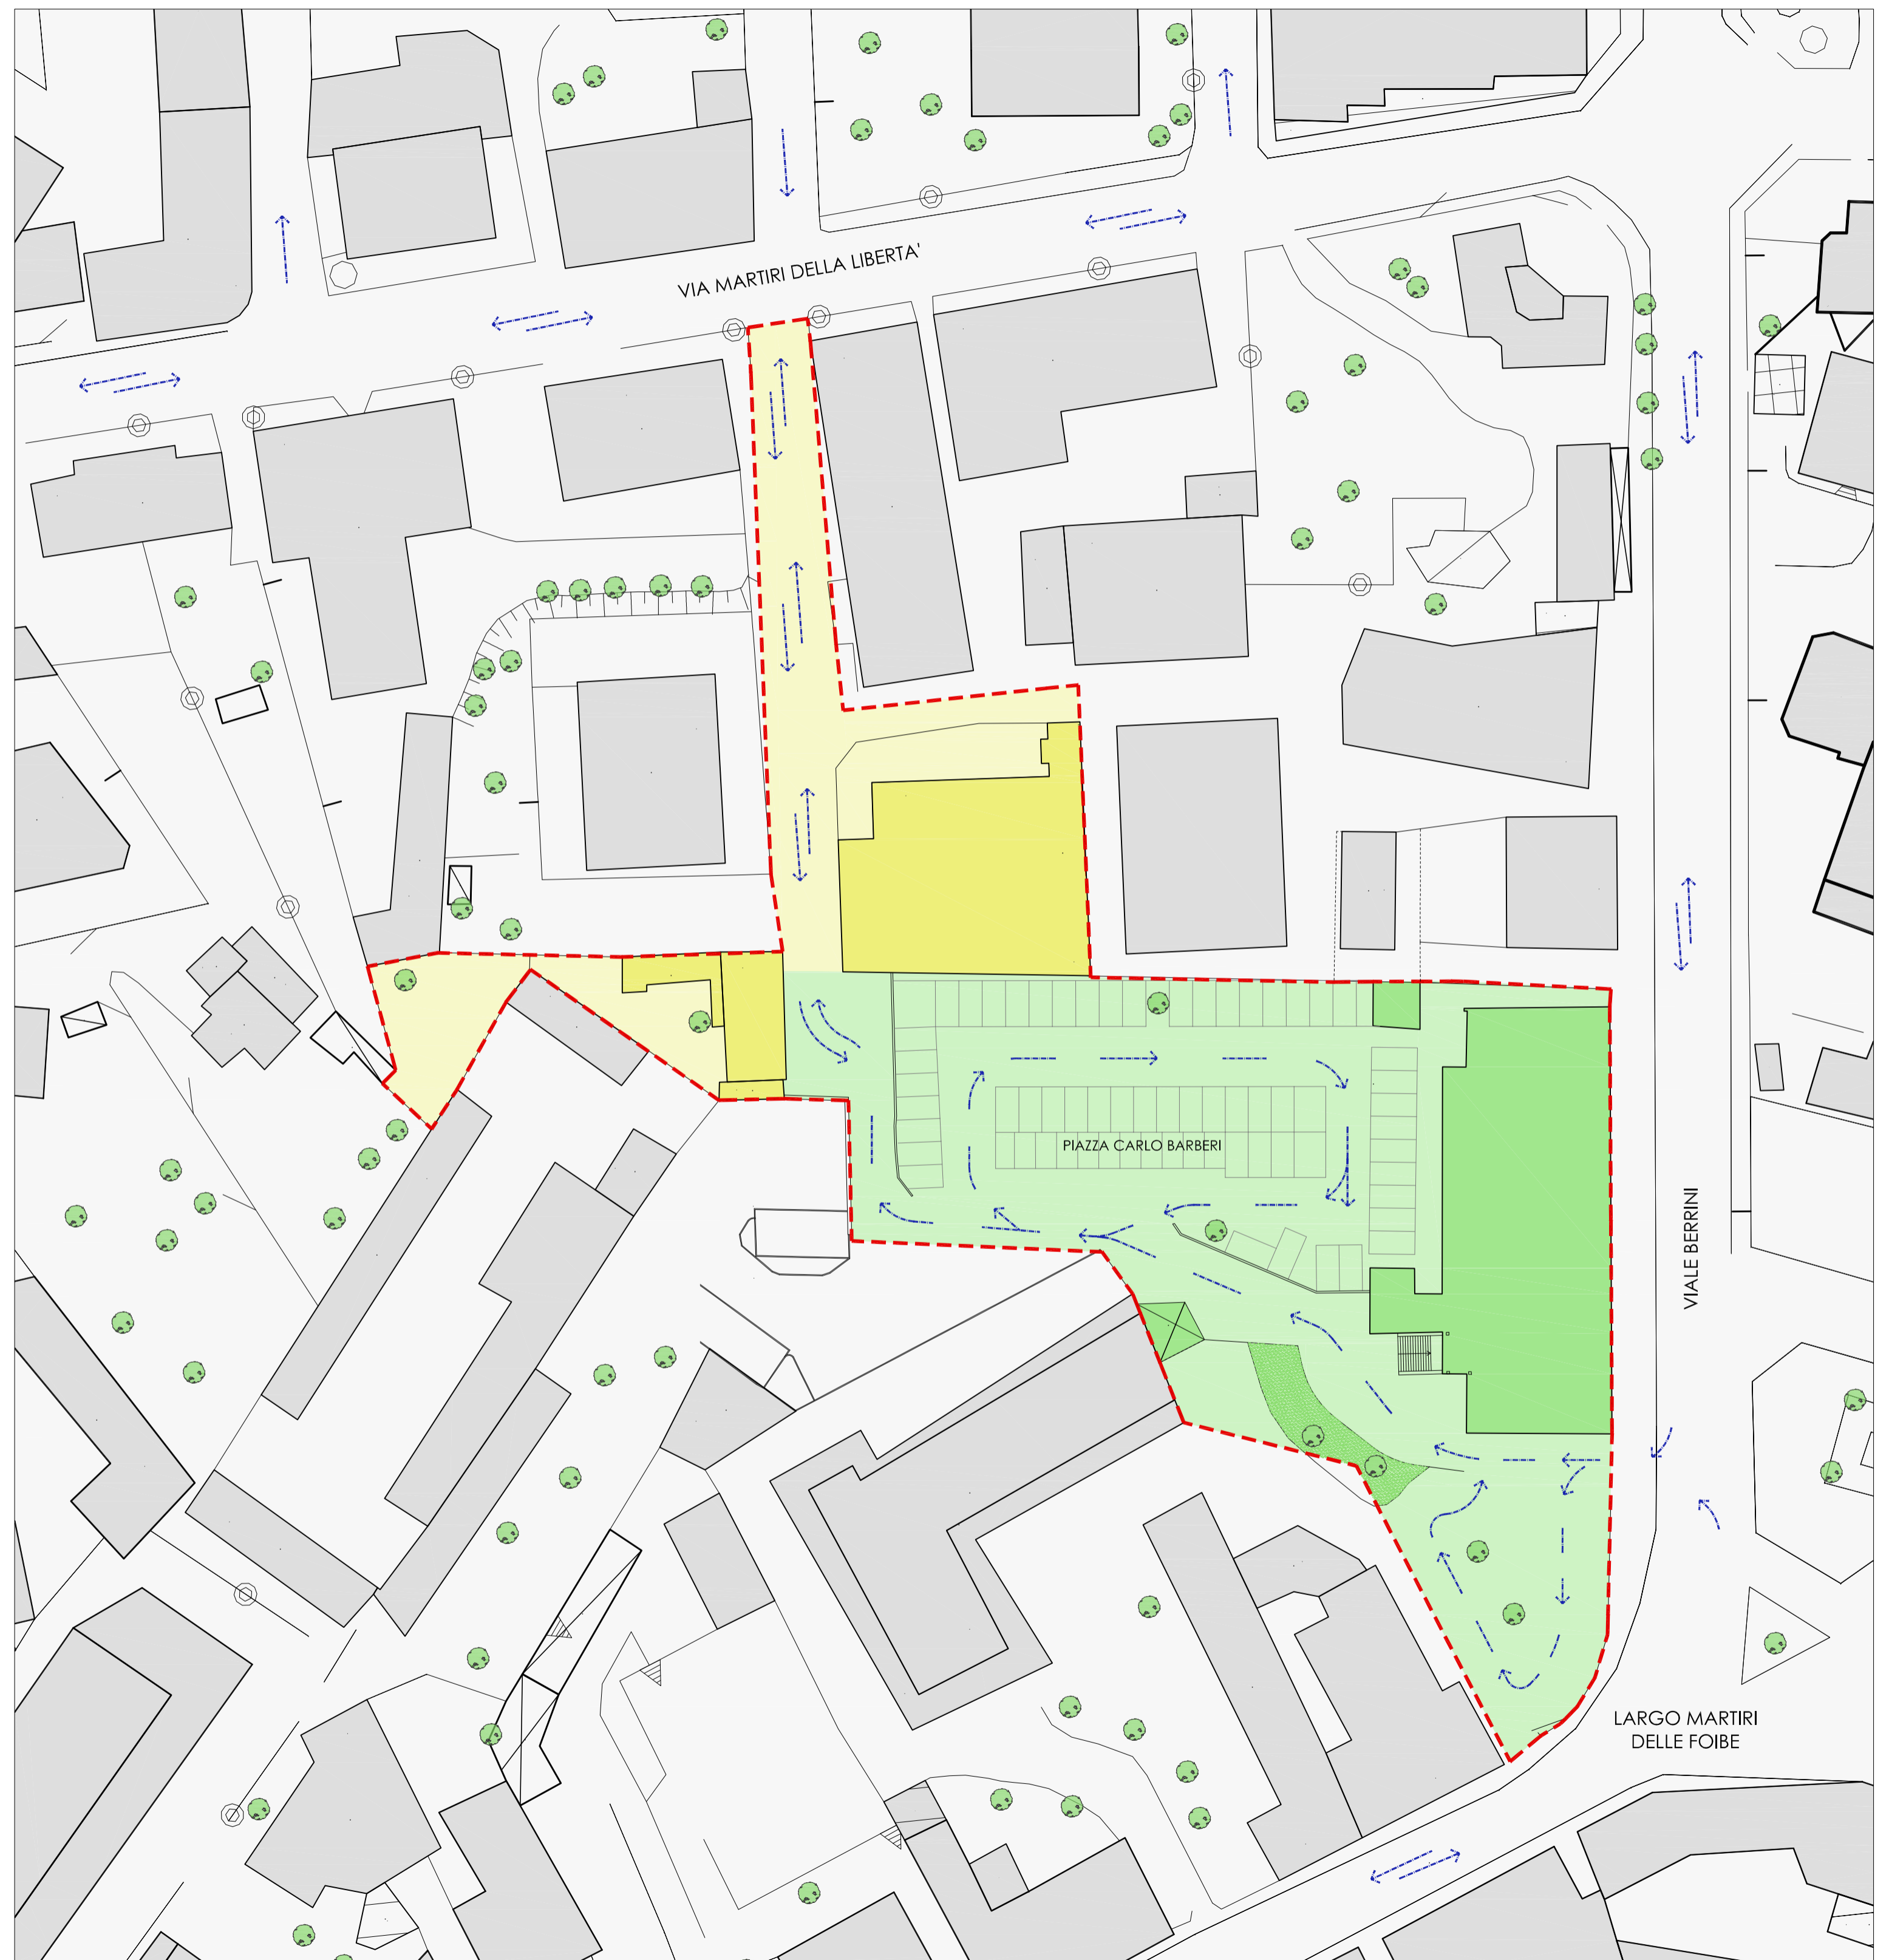 VIA MARTIRI DELLA LIBERTA'
PIAZZA CARLO BARBERI
VIALE BERRINI
LARGO MARTIRI
DELLE FOIBE